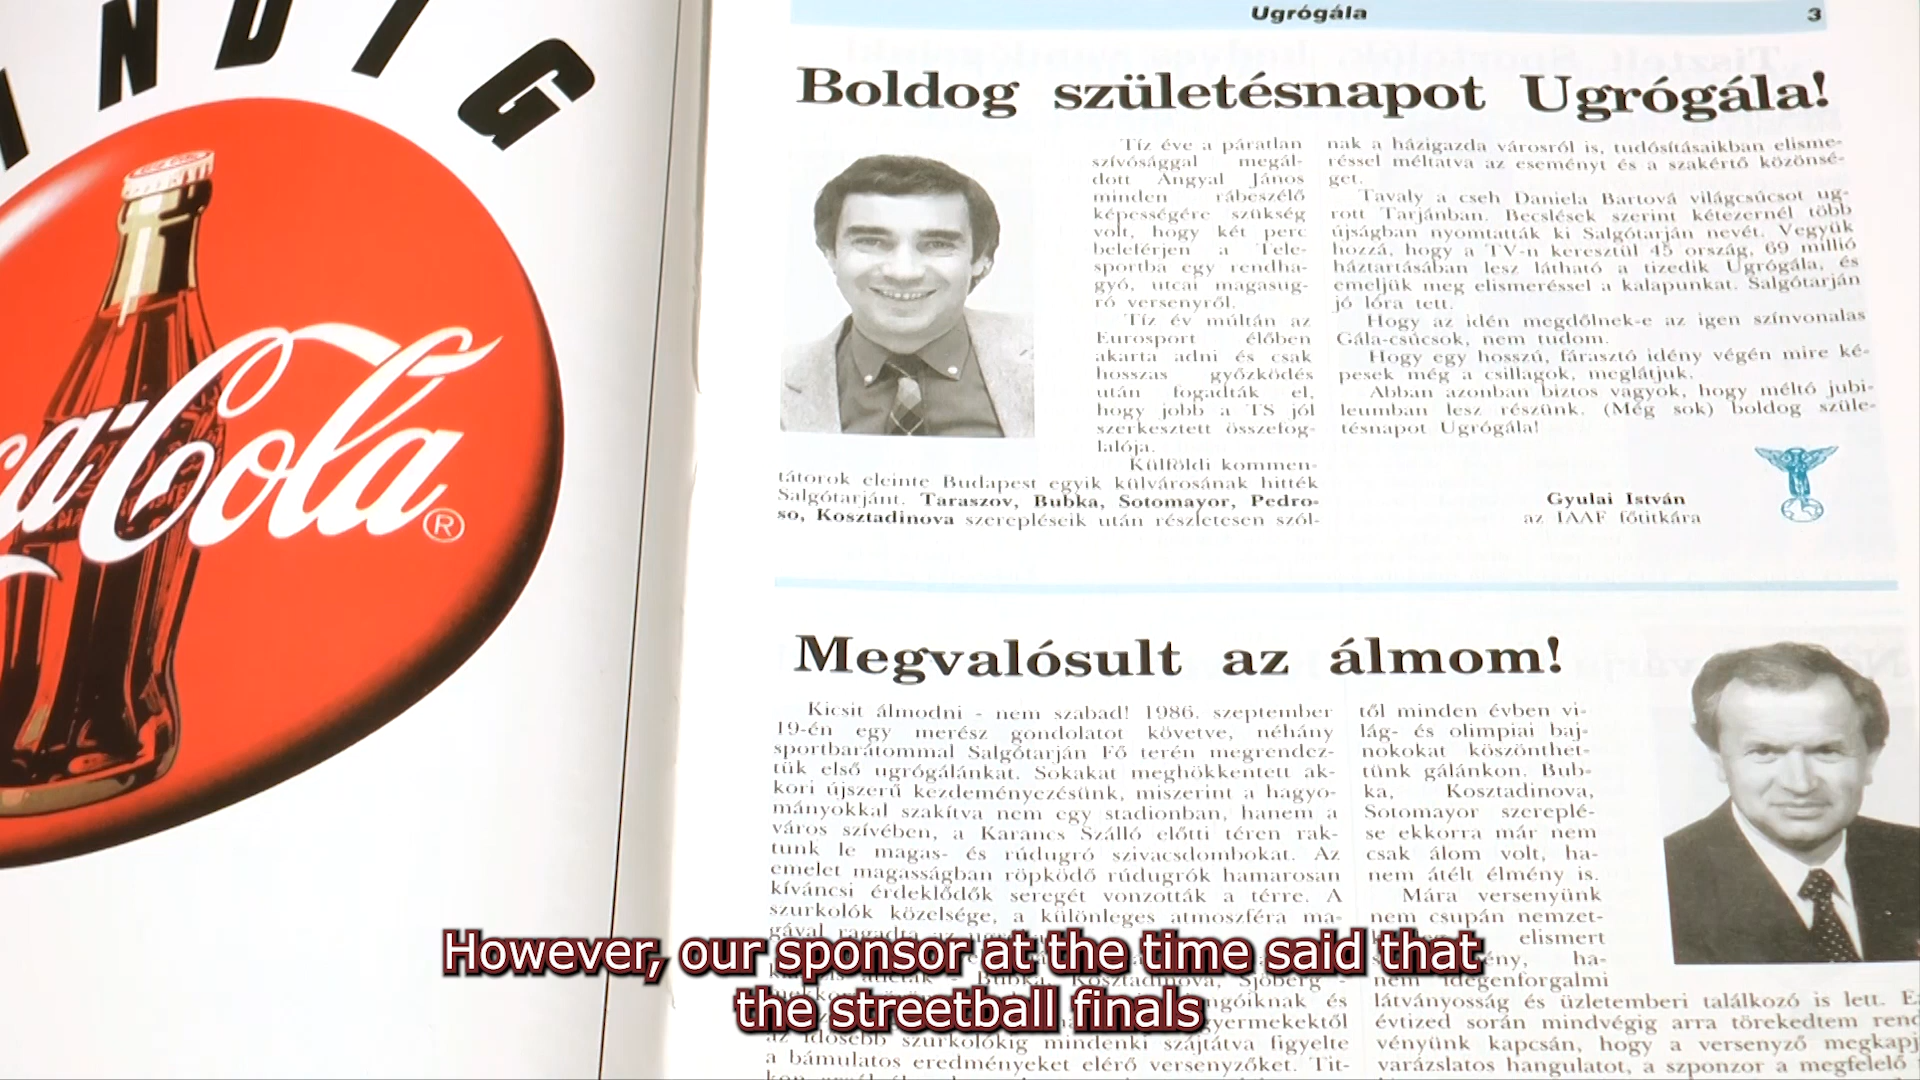 INDIG
Coca-Cola®
Ugrógála 3
Boldog születésnapot Ugrógála!
Tíz éve a páratlan
szívóssággal megál-
dott Angyal János
minden rábeszélő
képességére szükség
volt, hogy két perc
beleférjen a Tele-
sportba egy rendha-
gyó, utcai magasug-
ró versenyről.
Tíz év múltán az
Eurosport élőben
akarta adni és csak
hosszas győzködés
után fogadták el,
hogy jobb a TS jól
szerkesztett összefog-
lalója.
Külföldi kommen-
tátorok eleinte Budapest egyik külvárosának hitték
Salgótarjánt. Taraszov, Bubka, Sotomayor, Pedro-
so, Kosztadinova szereplései után részletesen szól-
nak a házigazda városról is, tudósításaikban elisme-
réssel méltatva az eseményt és a szakértő közönsé-
get.
Tavaly a cseh Daniela Bartová világcsúcsot ug-
rott Tarjánban. Becslések szerint kétezernél több
újságban nyomtatták ki Salgótarján nevét. Vegyük
hozzá, hogy a TV-n keresztül 45 ország, 69 millió
háztartásában lesz látható a tizedik Ugrógála, és
emeljük meg elismeréssel a kalapunkat. Salgótarján
jó lóra tett.
Hogy az idén megdőlnek-e az igen színvonalas
Gála-csúcsok, nem tudom.
Hogy egy hosszú, fárasztó idény végén mire ké-
pesek még a csillagok, meglátjuk.
Abban azonban biztos vagyok, hogy méltó jubi-
leumban lesz részünk. (Még sok) boldog szüle-
tésnapot Ugrógála!
Gyulai István
az IAAF főtitkára
Megvalósult az álmom!
Kicsit álmodni - nem szabad! 1986. szeptember
19-én egy merész gondolatot követve, néhány
sportbarátommal Salgótarján Fő terén megrendez-
tük első ugrógálánkat. Sokakat meghökkentett ak-
kori újszerű kezdeményezésünk, miszerint a hagyo-
mányokkal szakítva nem egy stadionban, hanem a
város szívében, a Karancs Szálló előtti téren rak-
tunk le magas- és rúdugró szivacsdombokat. Az
emelet magasságban röpködő rúdugrók hamarosan
kíváncsi érdeklődők seregét vonzották a térre. A
szurkolók közelsége, a különleges atmoszféra ma-
gával ragadta az
Bubka, Kosztadinova, Sjöberg -
ngóiknak és
gyermekektől
az idősebb szurkolókig mindenki szájtátva figyelte
a bámulatos eredményeket elérő versenyzőket. Tit-
től minden évben vi-
lág- és olimpiai baj-
nokokat köszönthet-
tünk gálánkon. Bub-
ka, Kosztadinova,
Sotomayor szereplé-
se ekkorra már nem
csak álom volt, ha-
nem átélt élmény is.
Mára versenyünk
nem csupán nemzet-
elismert
ha-
nem idegenforgalmi
látványosság és üzletemberi találkozó is lett.
évtized során mindvégig arra törekedtem
vényünk kapcsán, hogy a versenyző
varázslatos hangulatot, a szponzor a megfelelő
However, our sponsor at the time said that
the streetball finals